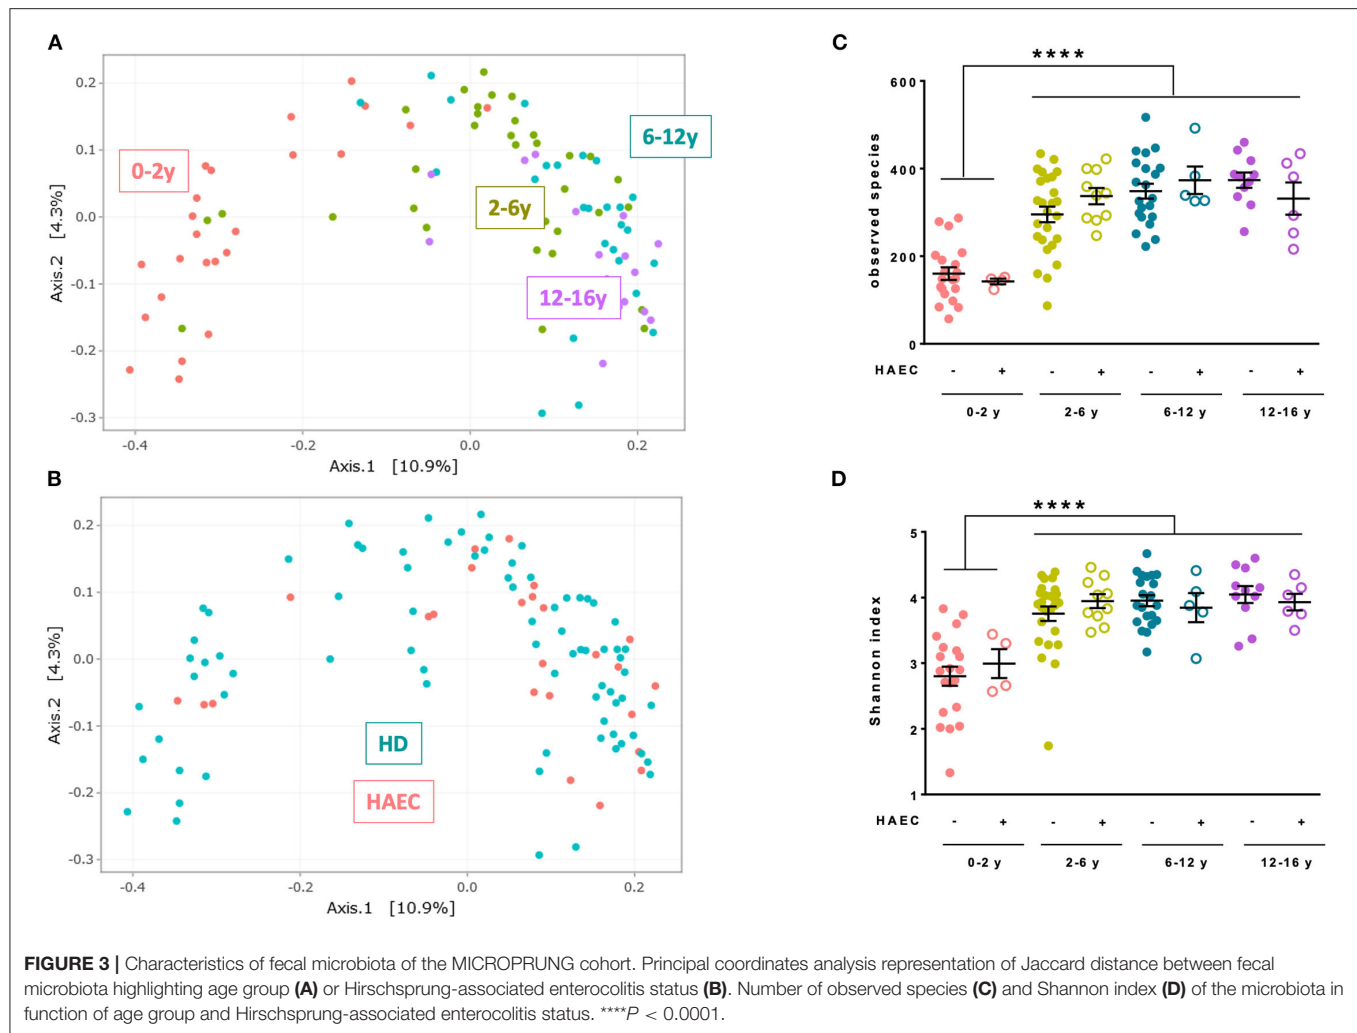 A
0.2
0.1
0.0
-0.1
-0.2
-0.3
Axis.2 [4.3%]
0-2y
2-6y
6-12y
12-16y
-0.4
-0.2
0.0
0.2
Axis.1 [10.9%]
B
0.2
0.1
0.0
-0.1
-0.2
-0.3
Axis.2 [4.3%]
HD
HAEC
-0.4
-0.2
0.0
0.2
Axis.1 [10.9%]
C
****
600
400
200
0
observed species
HAEC - + - + - + - +
0-2 y 2-6 y 6-12 y 12-16 y
D
****
5
4
3
2
1
Shannon index
HAEC - + - + - + - +
0-2 y 2-6 y 6-12 y 12-16 y
FIGURE 3 | Characteristics of fecal microbiota of the MICROPRUNG cohort. Principal coordinates analysis representation of Jaccard distance between fecal
microbiota highlighting age group (A) or Hirschsprung-associated enterocolitis status (B). Number of observed species (C) and Shannon index (D) of the microbiota in
function of age group and Hirschsprung-associated enterocolitis status. ****P < 0.0001.